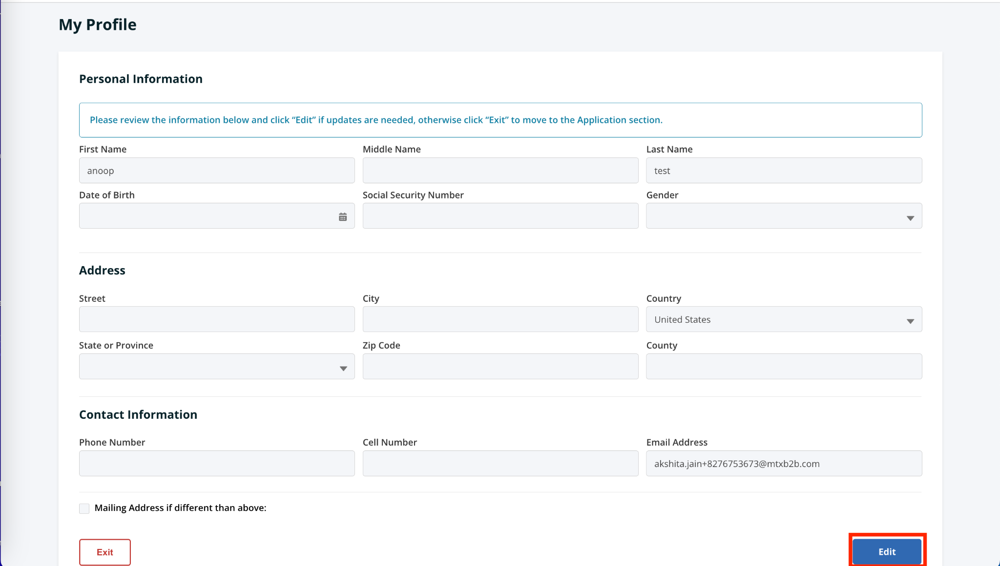 My Profile
Personal Information
Please review the information below and click “Edit” if updates are needed, otherwise click “Exit” to move to the Application section.
First Name
Middle Name
Last Name
anoop
test
Date of Birth
Social Security Number
Gender
Address
Street
City
Country
United States
State or Province
Zip Code
County
Contact Information
Phone Number
Cell Number
Email Address
akshita.jain+8276753673@mtxb2b.com
Mailing Address if different than above:
Exit
Edit